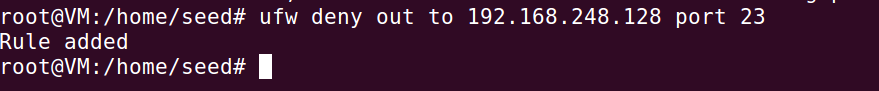 root@VM:/home/seed# ufw deny out to 192.168.248.128 port 23
Rule added
root@VM:/home/seed#